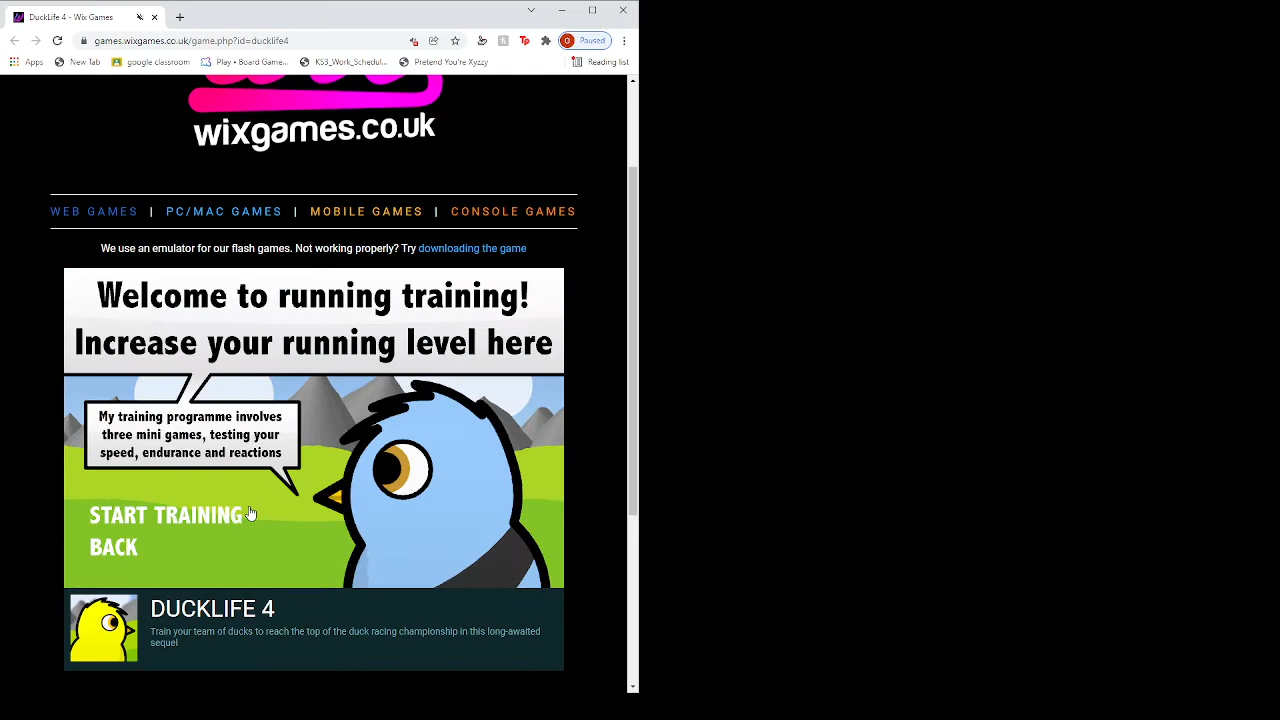 DuckLife 4 - Wix Games
games.wixgames.co.uk/game.php?id=ducklife4
Paused
Apps
New Tab
google classroom
Play • Board Game...
KS3_Work_Schedul...
Pretend You're Xyzzy
Reading list
wixgames.co.uk
WEB GAMES | PC/MAC GAMES | MOBILE GAMES | CONSOLE GAMES
We use an emulator for our flash games. Not working properly? Try downloading the game
Welcome to running training!
Increase your running level here
My training programme involves
three mini games, testing your
speed, endurance and reactions
START TRAINING
BACK
DUCKLIFE 4
Train your team of ducks to reach the top of the duck racing championship in this long-awaited
sequel